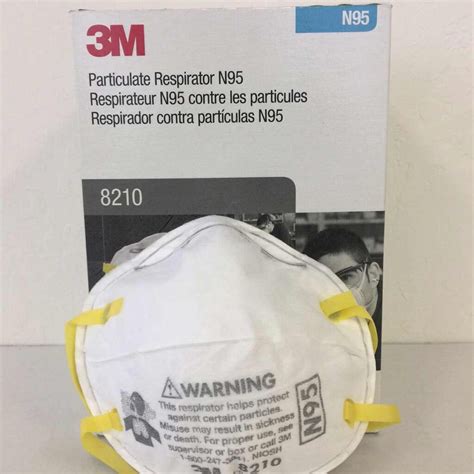 3M
N95
Particulate Respirator N95
Respirateur N95 contre les particules
Respirador contra partículas N95
8210
⚠WARNING
This respirator helps protect
against certain particles.
Misuse may result in sickness
or death. For proper use, see
supervisor or box or call 3M
NIOSH
3M 8210
N95